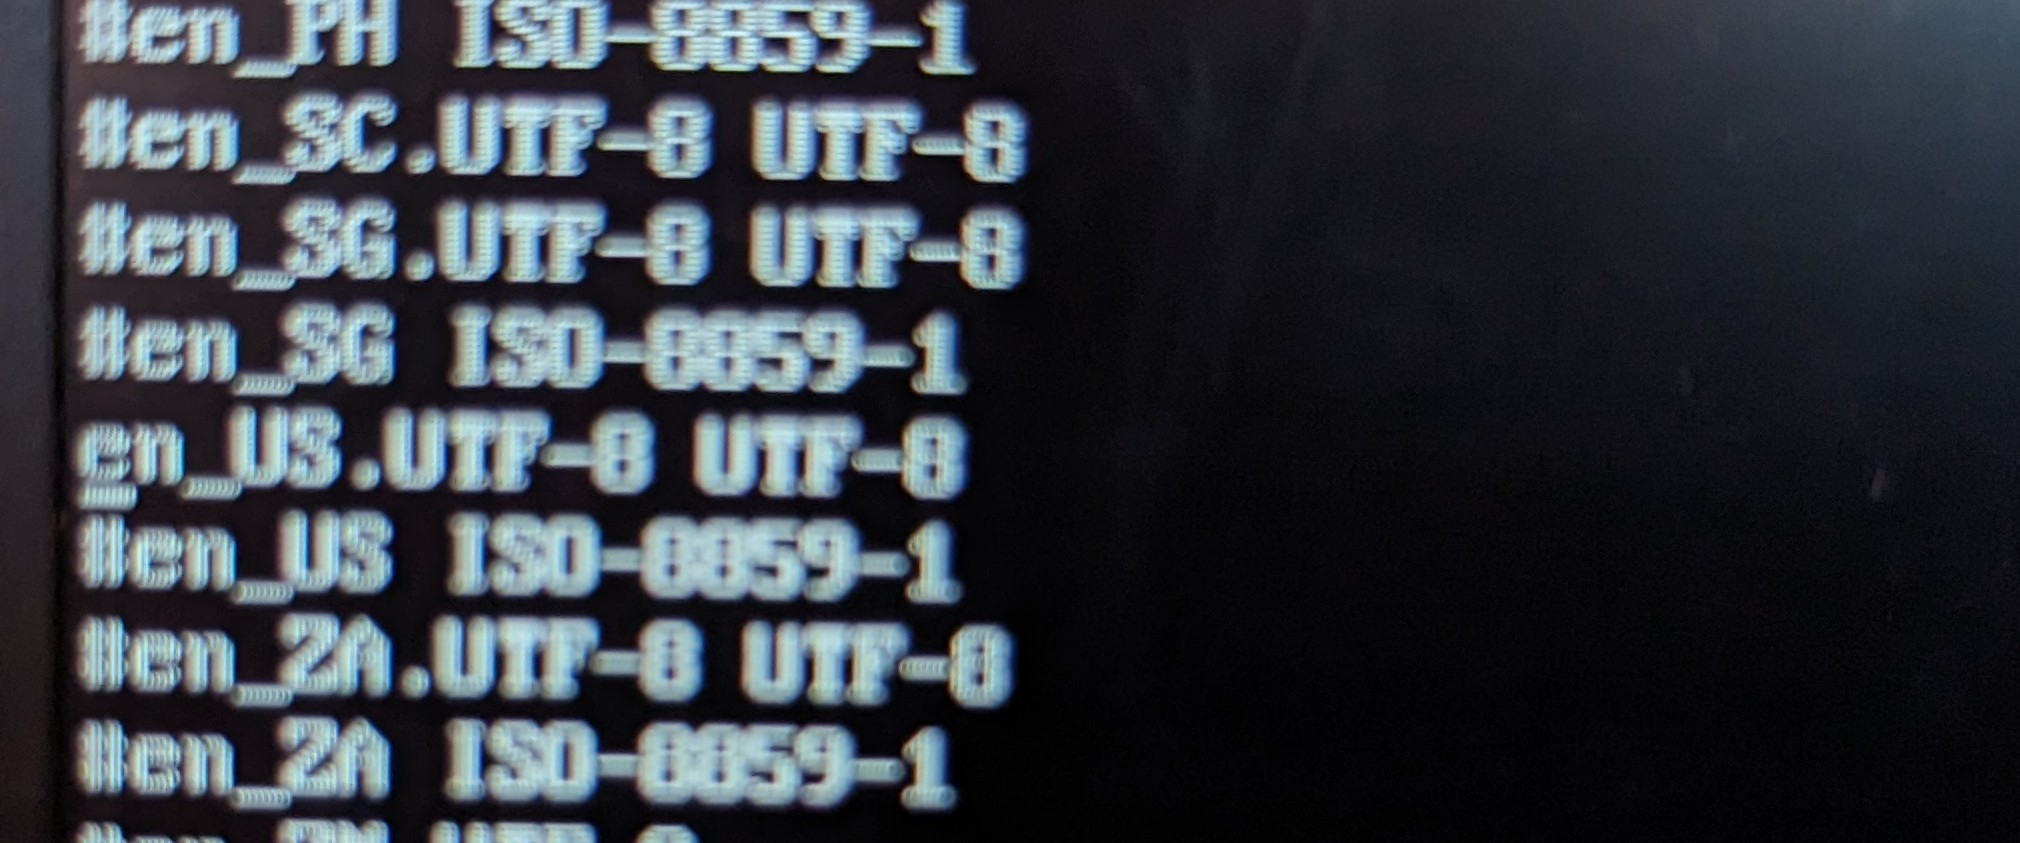 #en_PH ISO-8859-1
#en_SC.UTF-8 UTF-8
#en_SG.UTF-8 UTF-8
#en_SG ISO-8859-1
en_US.UTF-8 UTF-8
#en_US ISO-8859-1
#en_ZA.UTF-8 UTF-8
#en_ZA ISO-8859-1